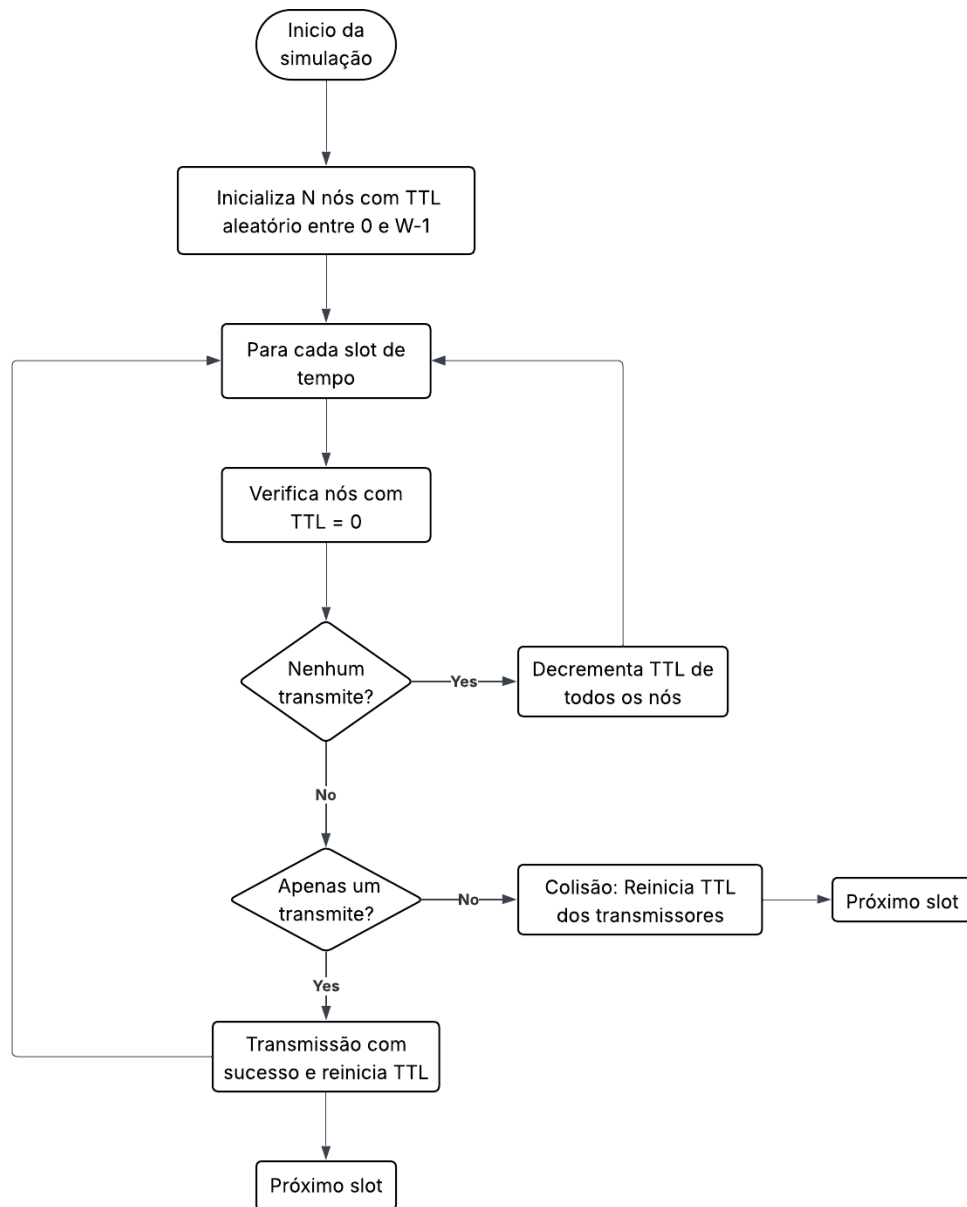 Inicio da
simulação
Inicializa N nós com TTL
aleatório entre 0 e W-1
Para cada slot de
tempo
Verifica nós com
TTL = 0
Nenhum
transmite?
Yes
Decrementa TTL de
todos os nós
No
Apenas um
transmite?
No
Colisão: Reinicia TTL
dos transmissores
Próximo slot
Yes
Transmissão com
sucesso e reinicia TTL
Próximo slot